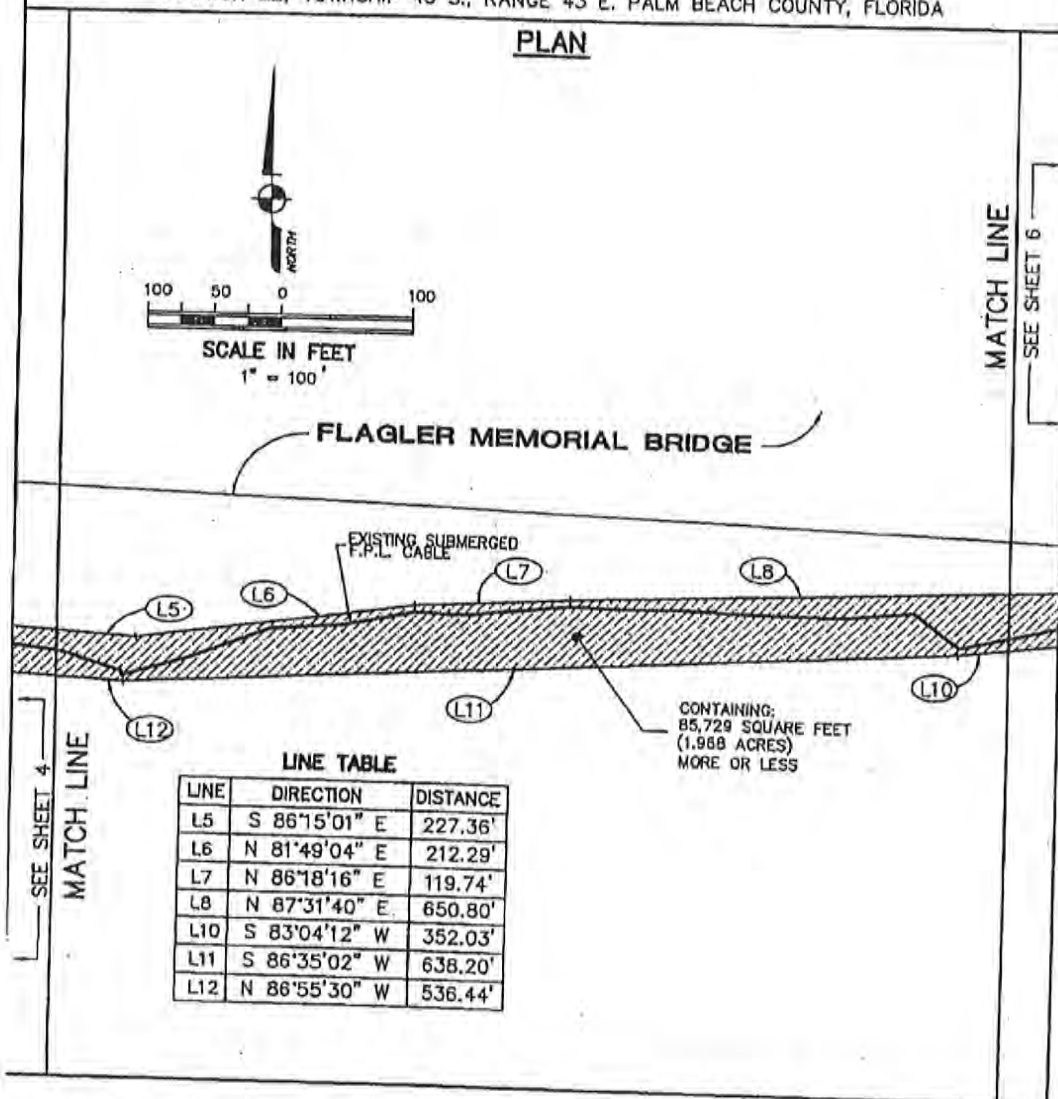 RANGE 43 E. PALM BEACH COUNTY, FLORIDA
PLAN
NORTH
100 50 0 100
SCALE IN FEET
1" = 100'
MATCH LINE
SEE SHEET 6
FLAGLER MEMORIAL BRIDGE
EXISTING SUBMERGED
F.P.L. CABLE
L5
L6
L7
L8
L10
L11
L12
CONTAINING;
85,729 SQUARE FEET
(1.968 ACRES)
MORE OR LESS
SEE SHEET 4
MATCH LINE
LINE TABLE
LINE DIRECTION DISTANCE
L5 S 86°15'01" E 227.36'
L6 N 81°49'04" E 212.29'
L7 N 86°18'16" E 119.74'
L8 N 87°31'40" E 650.80'
L10 S 83°04'12" W 352.03'
L11 S 86°35'02" W 638.20'
L12 N 86°55'30" W 536.44'